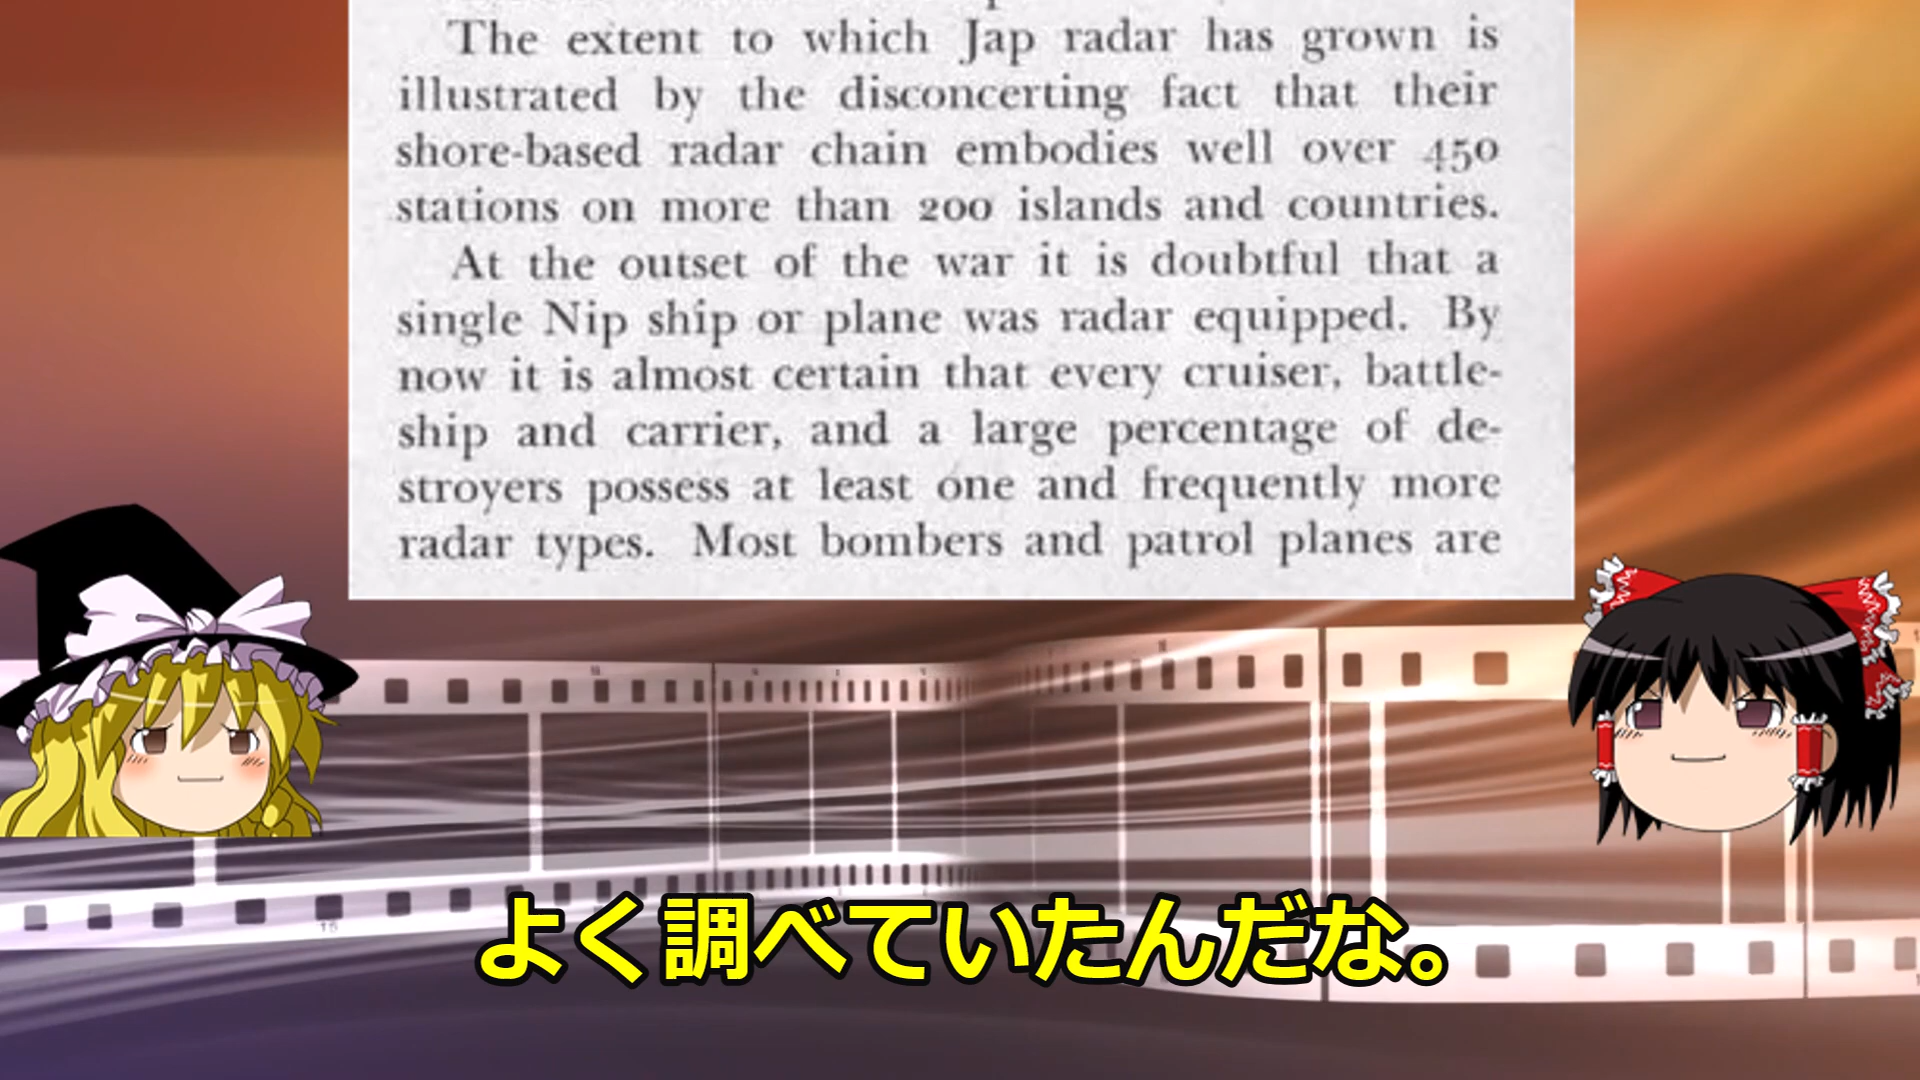 The extent to which Jap radar has grown is
illustrated by the disconcerting fact that their
shore-based radar chain embodies well over 450
stations on more than 200 islands and countries.
At the outset of the war it is doubtful that a
single Nip ship or plane was radar equipped. By
now it is almost certain that every cruiser, battle-
ship and carrier, and a large percentage of de-
stroyers possess at least one and frequently more
radar types. Most bombers and patrol planes are
よく調べていたんだな。